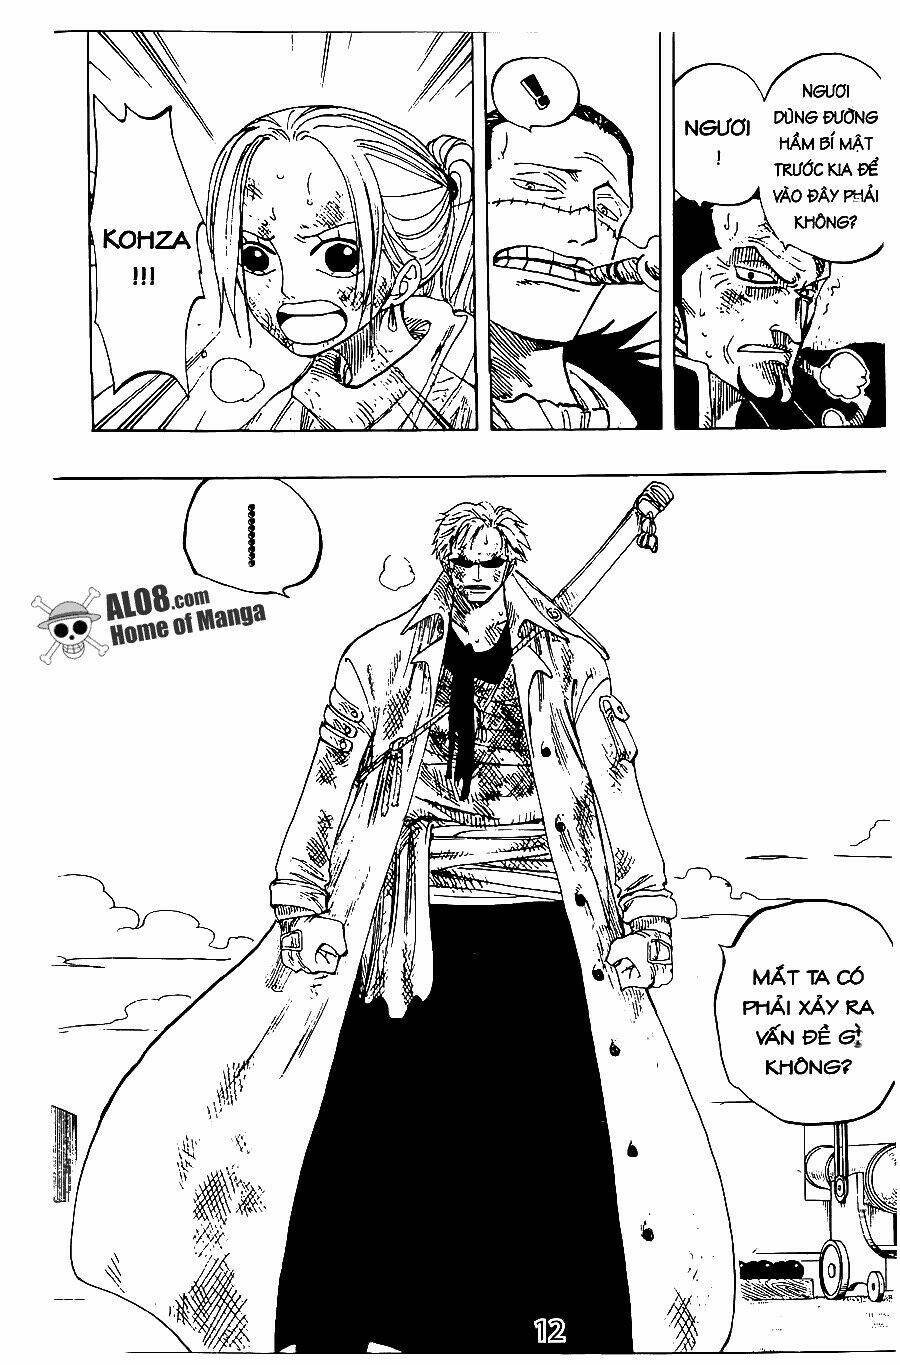 NGƯƠI
DÙNG ĐƯỜNG
HẦM BÍ MẬT
TRƯỚC KIA ĐỂ
VÀO ĐÂY PHẢI
KHÔNG?
NGƯƠI
!
!
KOHZA
!!!
..........
AL08.com
Home of Manga
MẮT TA CÓ
PHẢI XẢY RA
VẤN ĐỀ GÌ
KHÔNG?
12